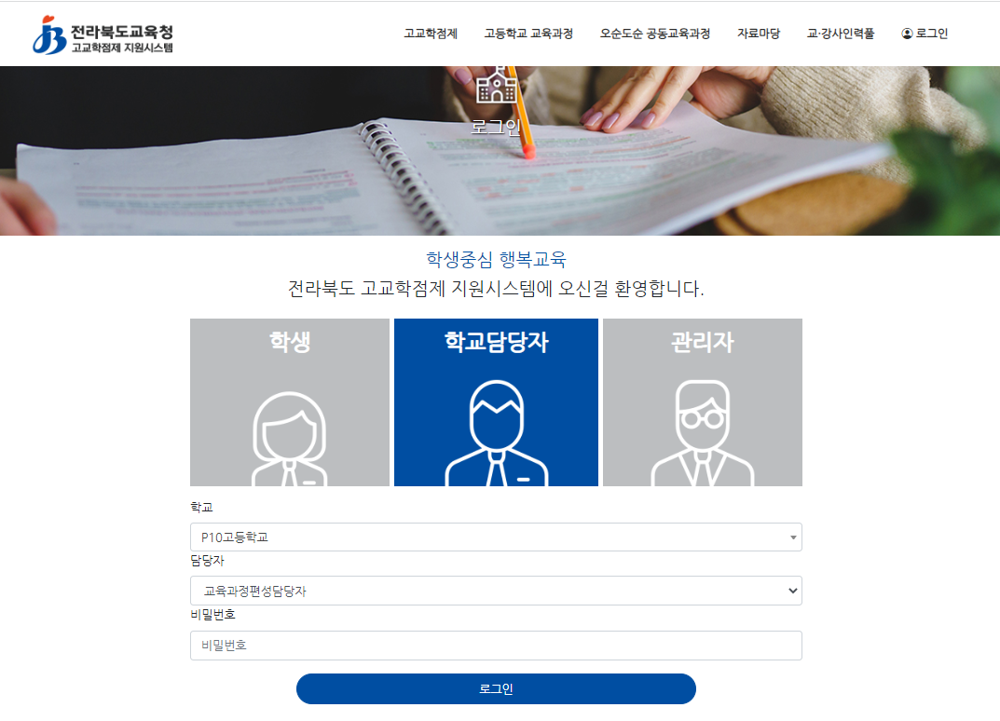 전라북도교육청
고교학점제 지원시스템
고교학점제 고등학교 교육과정 오순도순 공동교육과정 자료마당 교·강사인력풀 로그인
로그인
학생중심 행복교육
전라북도 고교학점제 지원시스템에 오신걸 환영합니다.
학생 학교담당자 관리자
학교
P10고등학교
담당자
교육과정편성담당자
비밀번호
비밀번호
로그인